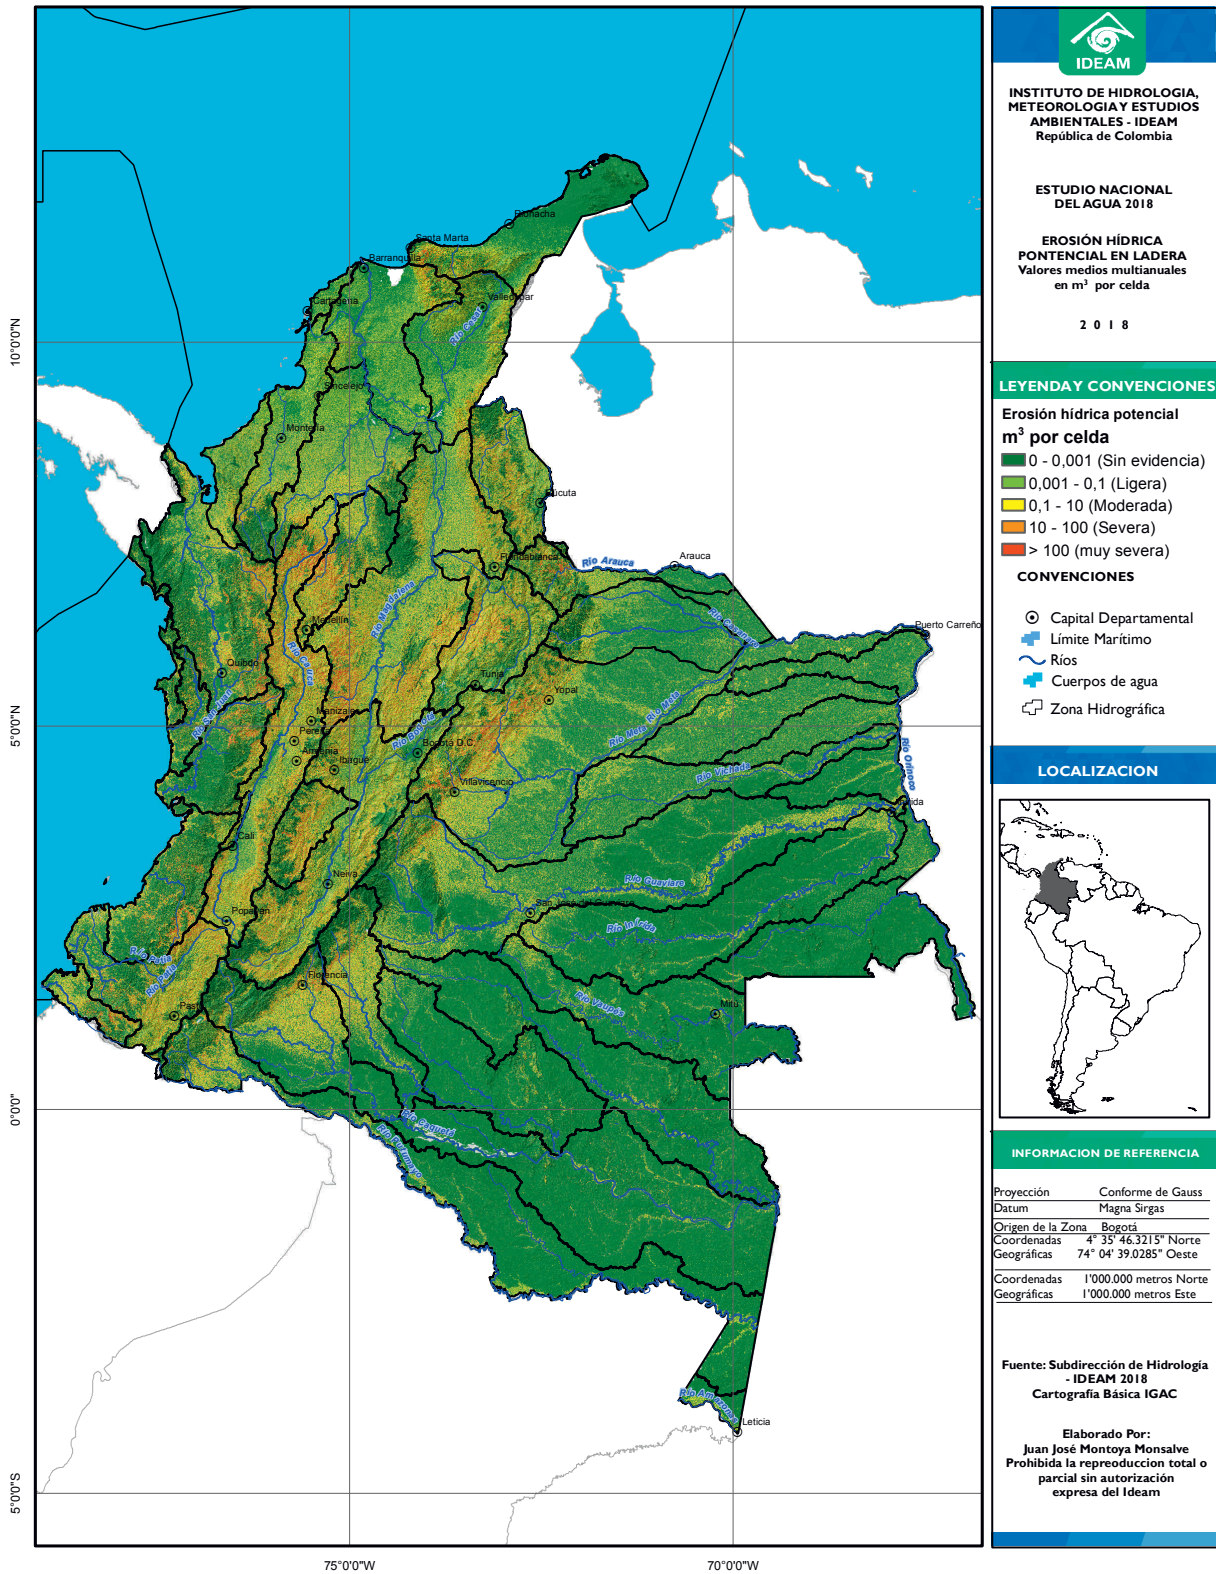 Riohacha
Santa Marta
Barranquilla
Cartagena
Valledupar
Río Cesar
Sincelejo
Montería
Cúcuta
Floridablanca
Río Arauca
Arauca
Río Magdalena
Río Casanare
Puerto Carreño
Medellín
Río Cauca
Quibdó
Río San Juan
Tunja
Yopal
Manizales
Pereira
Armenia
Ibagué
Río Bogotá
Bogotá D.C.
Río Meta
Río Meta
Río Vichada
Río Orinoco
Villavicencio
Cali
Neiva
Río Guaviare
Río Inírida
Popayán
Río Patía
Río Patía
Florencia
Río Vaupés
Mitú
Río Caquetá
Río Putumayo
Río Amazonas
Leticia
10°0'0"N
5°0'0"N
0°0'0"
5°0'0"S
75°0'0"W
70°0'0"W
IDEAM
INSTITUTO DE HIDROLOGIA,
METEOROLOGIA Y ESTUDIOS
AMBIENTALES - IDEAM
República de Colombia
ESTUDIO NACIONAL
DEL AGUA 2018
EROSIÓN HÍDRICA
PONTENCIAL EN LADERA
Valores medios multianuales
en m³ por celda
2 0 1 8
LEYENDA Y CONVENCIONES
Erosión hídrica potencial
m³ por celda
0 - 0,001 (Sin evidencia)
0,001 - 0,1 (Ligera)
0,1 - 10 (Moderada)
10 - 100 (Severa)
> 100 (muy severa)
CONVENCIONES
Capital Departamental
Límite Marítimo
Ríos
Cuerpos de agua
Zona Hidrográfica
LOCALIZACION
INFORMACION DE REFERENCIA
Proyección Conforme de Gauss
Datum Magna Sirgas
Origen de la Zona Bogotá
Coordenadas 4° 35' 46.3215" Norte
Geográficas 74° 04' 39.0285" Oeste
Coordenadas 1'000.000 metros Norte
Geográficas 1'000.000 metros Este
Fuente: Subdirección de Hidrología
- IDEAM 2018
Cartografía Básica IGAC
Elaborado Por:
Juan José Montoya Monsalve
Prohibida la repreoduccion total o
parcial sin autorización
expresa del Ideam